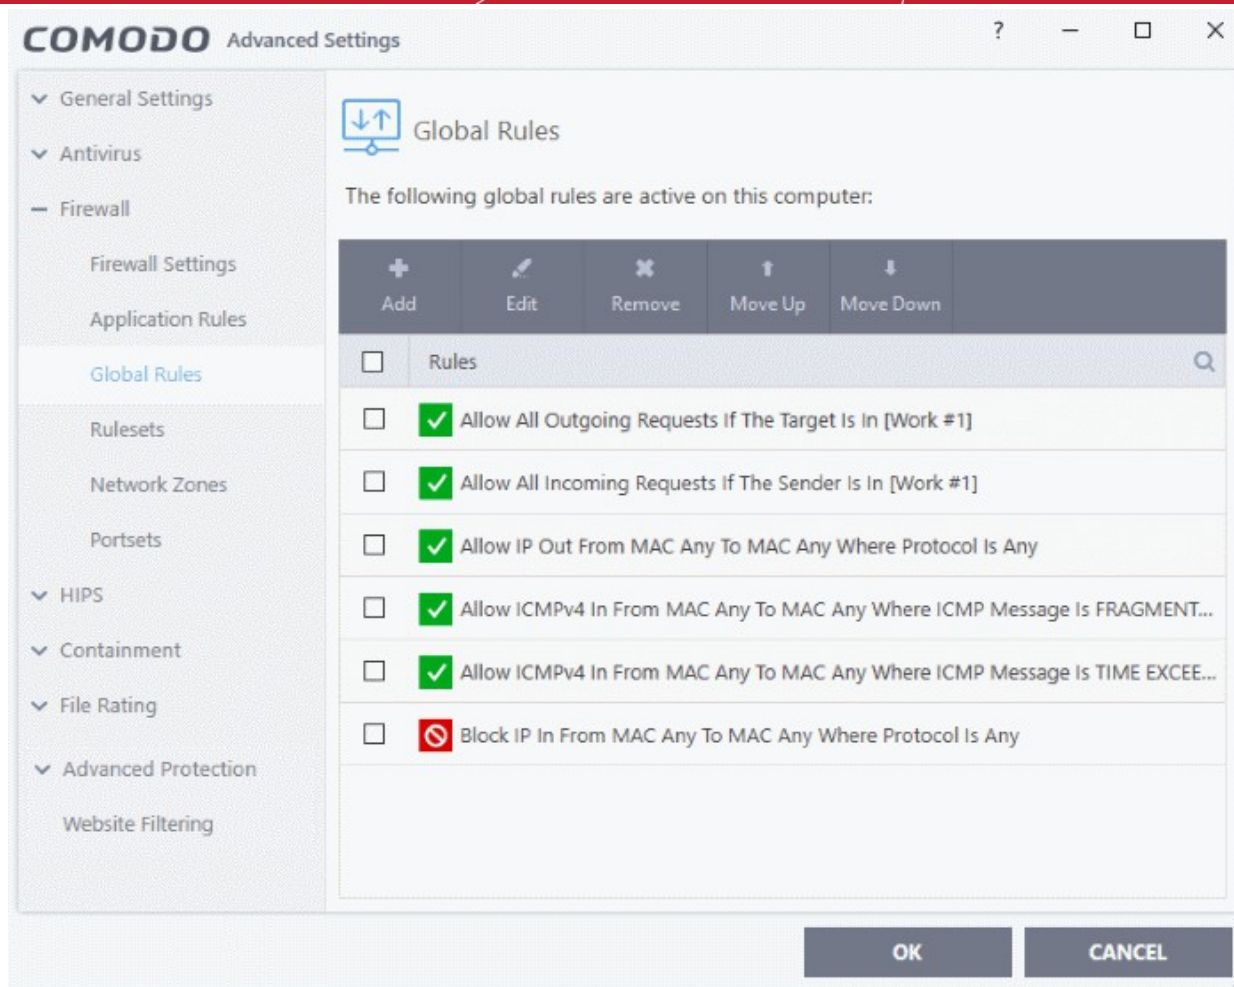 COMODO Advanced Settings
?
General Settings
Antivirus
Firewall
Firewall Settings
Application Rules
Global Rules
Rulesets
Network Zones
Portsets
HIPS
Containment
File Rating
Advanced Protection
Website Filtering
Global Rules
The following global rules are active on this computer:
Add Edit Remove Move Up Move Down
Rules
Allow All Outgoing Requests If The Target Is In [Work #1]
Allow All Incoming Requests If The Sender Is In [Work #1]
Allow IP Out From MAC Any To MAC Any Where Protocol Is Any
Allow ICMPv4 In From MAC Any To MAC Any Where ICMP Message Is FRAGMENT...
Allow ICMPv4 In From MAC Any To MAC Any Where ICMP Message Is TIME EXCEE...
Block IP In From MAC Any To MAC Any Where Protocol Is Any
OK CANCEL